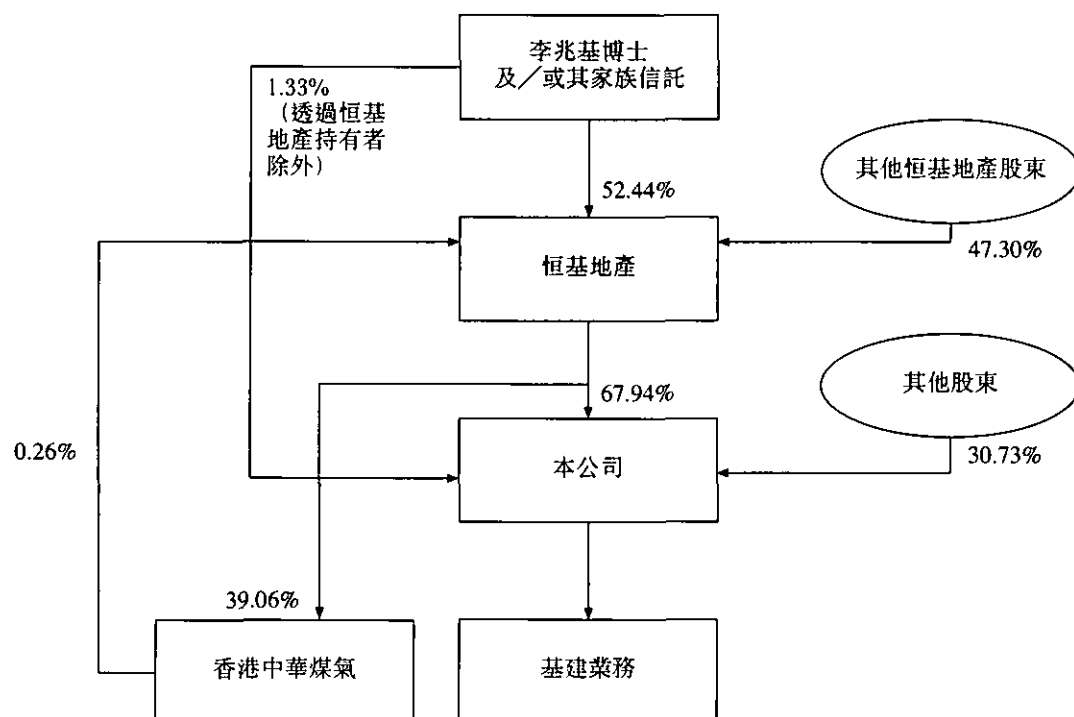 李兆基博士
及／或其家族信託
1.33%
（透過恒基
地產持有者
除外）
其他恒基地產股東
52.44%
47.30%
恒基地產
其他股東
67.94%
0.26%
本公司
30.73%
39.06%
香港中華煤氣
基建業務